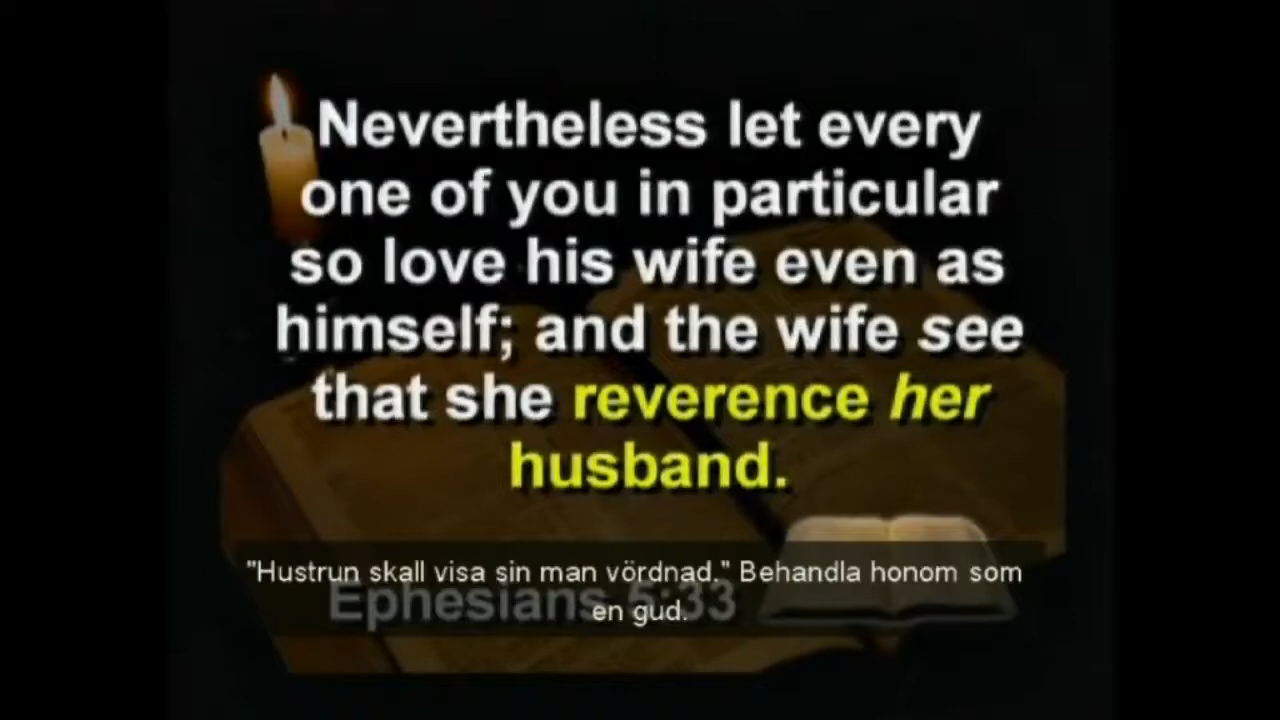 Nevertheless let every
one of you in particular
so love his wife even as
himself; and the wife see
that she reverence her
husband.
"Hustrun skall visa sin man vördnad." Behandla honom som
en gud.
Ephesians 5:33